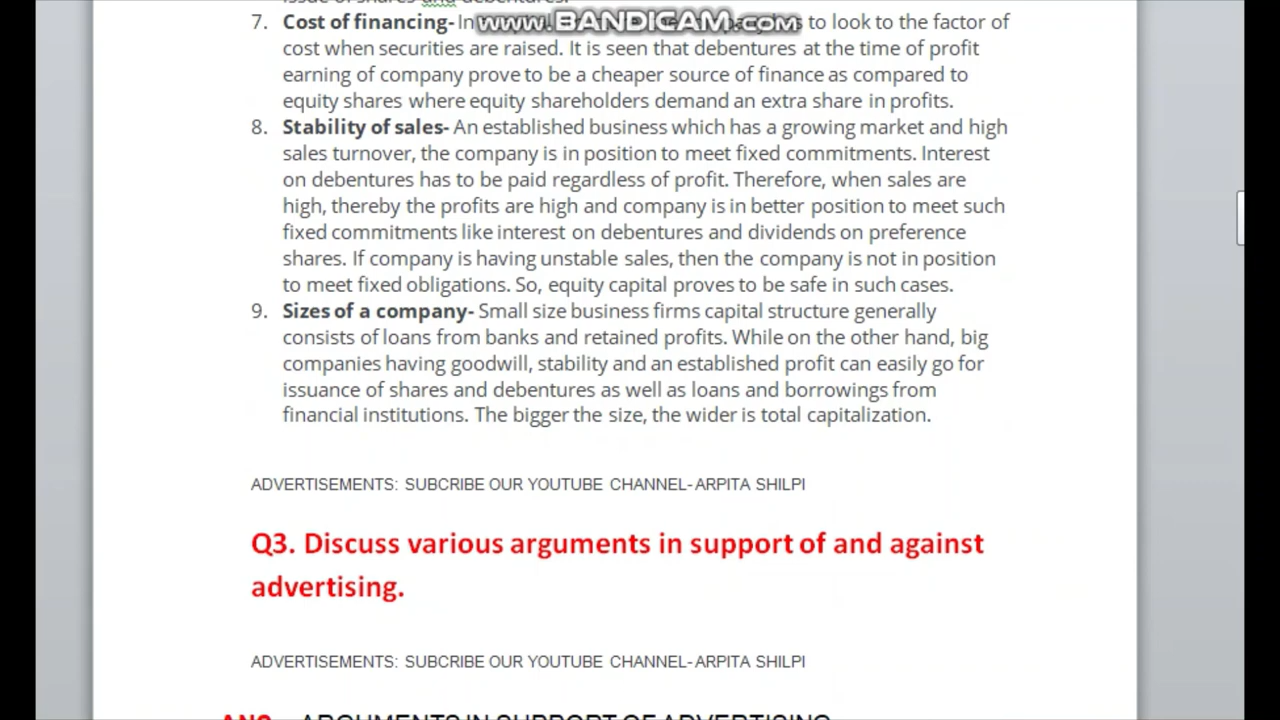 issue of shares and debentures.
www.BANDICAM.com
7. Cost of financing- In to look to the factor of
cost when securities are raised. It is seen that debentures at the time of profit
earning of company prove to be a cheaper source of finance as compared to
equity shares where equity shareholders demand an extra share in profits.
8. Stability of sales- An established business which has a growing market and high
sales turnover, the company is in position to meet fixed commitments. Interest
on debentures has to be paid regardless of profit. Therefore, when sales are
high, thereby the profits are high and company is in better position to meet such
fixed commitments like interest on debentures and dividends on preference
shares. If company is having unstable sales, then the company is not in position
to meet fixed obligations. So, equity capital proves to be safe in such cases.
9. Sizes of a company- Small size business firms capital structure generally
consists of loans from banks and retained profits. While on the other hand, big
companies having goodwill, stability and an established profit can easily go for
issuance of shares and debentures as well as loans and borrowings from
financial institutions. The bigger the size, the wider is total capitalization.
ADVERTISEMENTS: SUBCRIBE OUR YOUTUBE CHANNEL-ARPITA SHILPI
Q3. Discuss various arguments in support of and against
advertising.
ADVERTISEMENTS: SUBCRIBE OUR YOUTUBE CHANNEL-ARPITA SHILPI
ARGUMENTS IN SUPPORT OF ADVERTISING